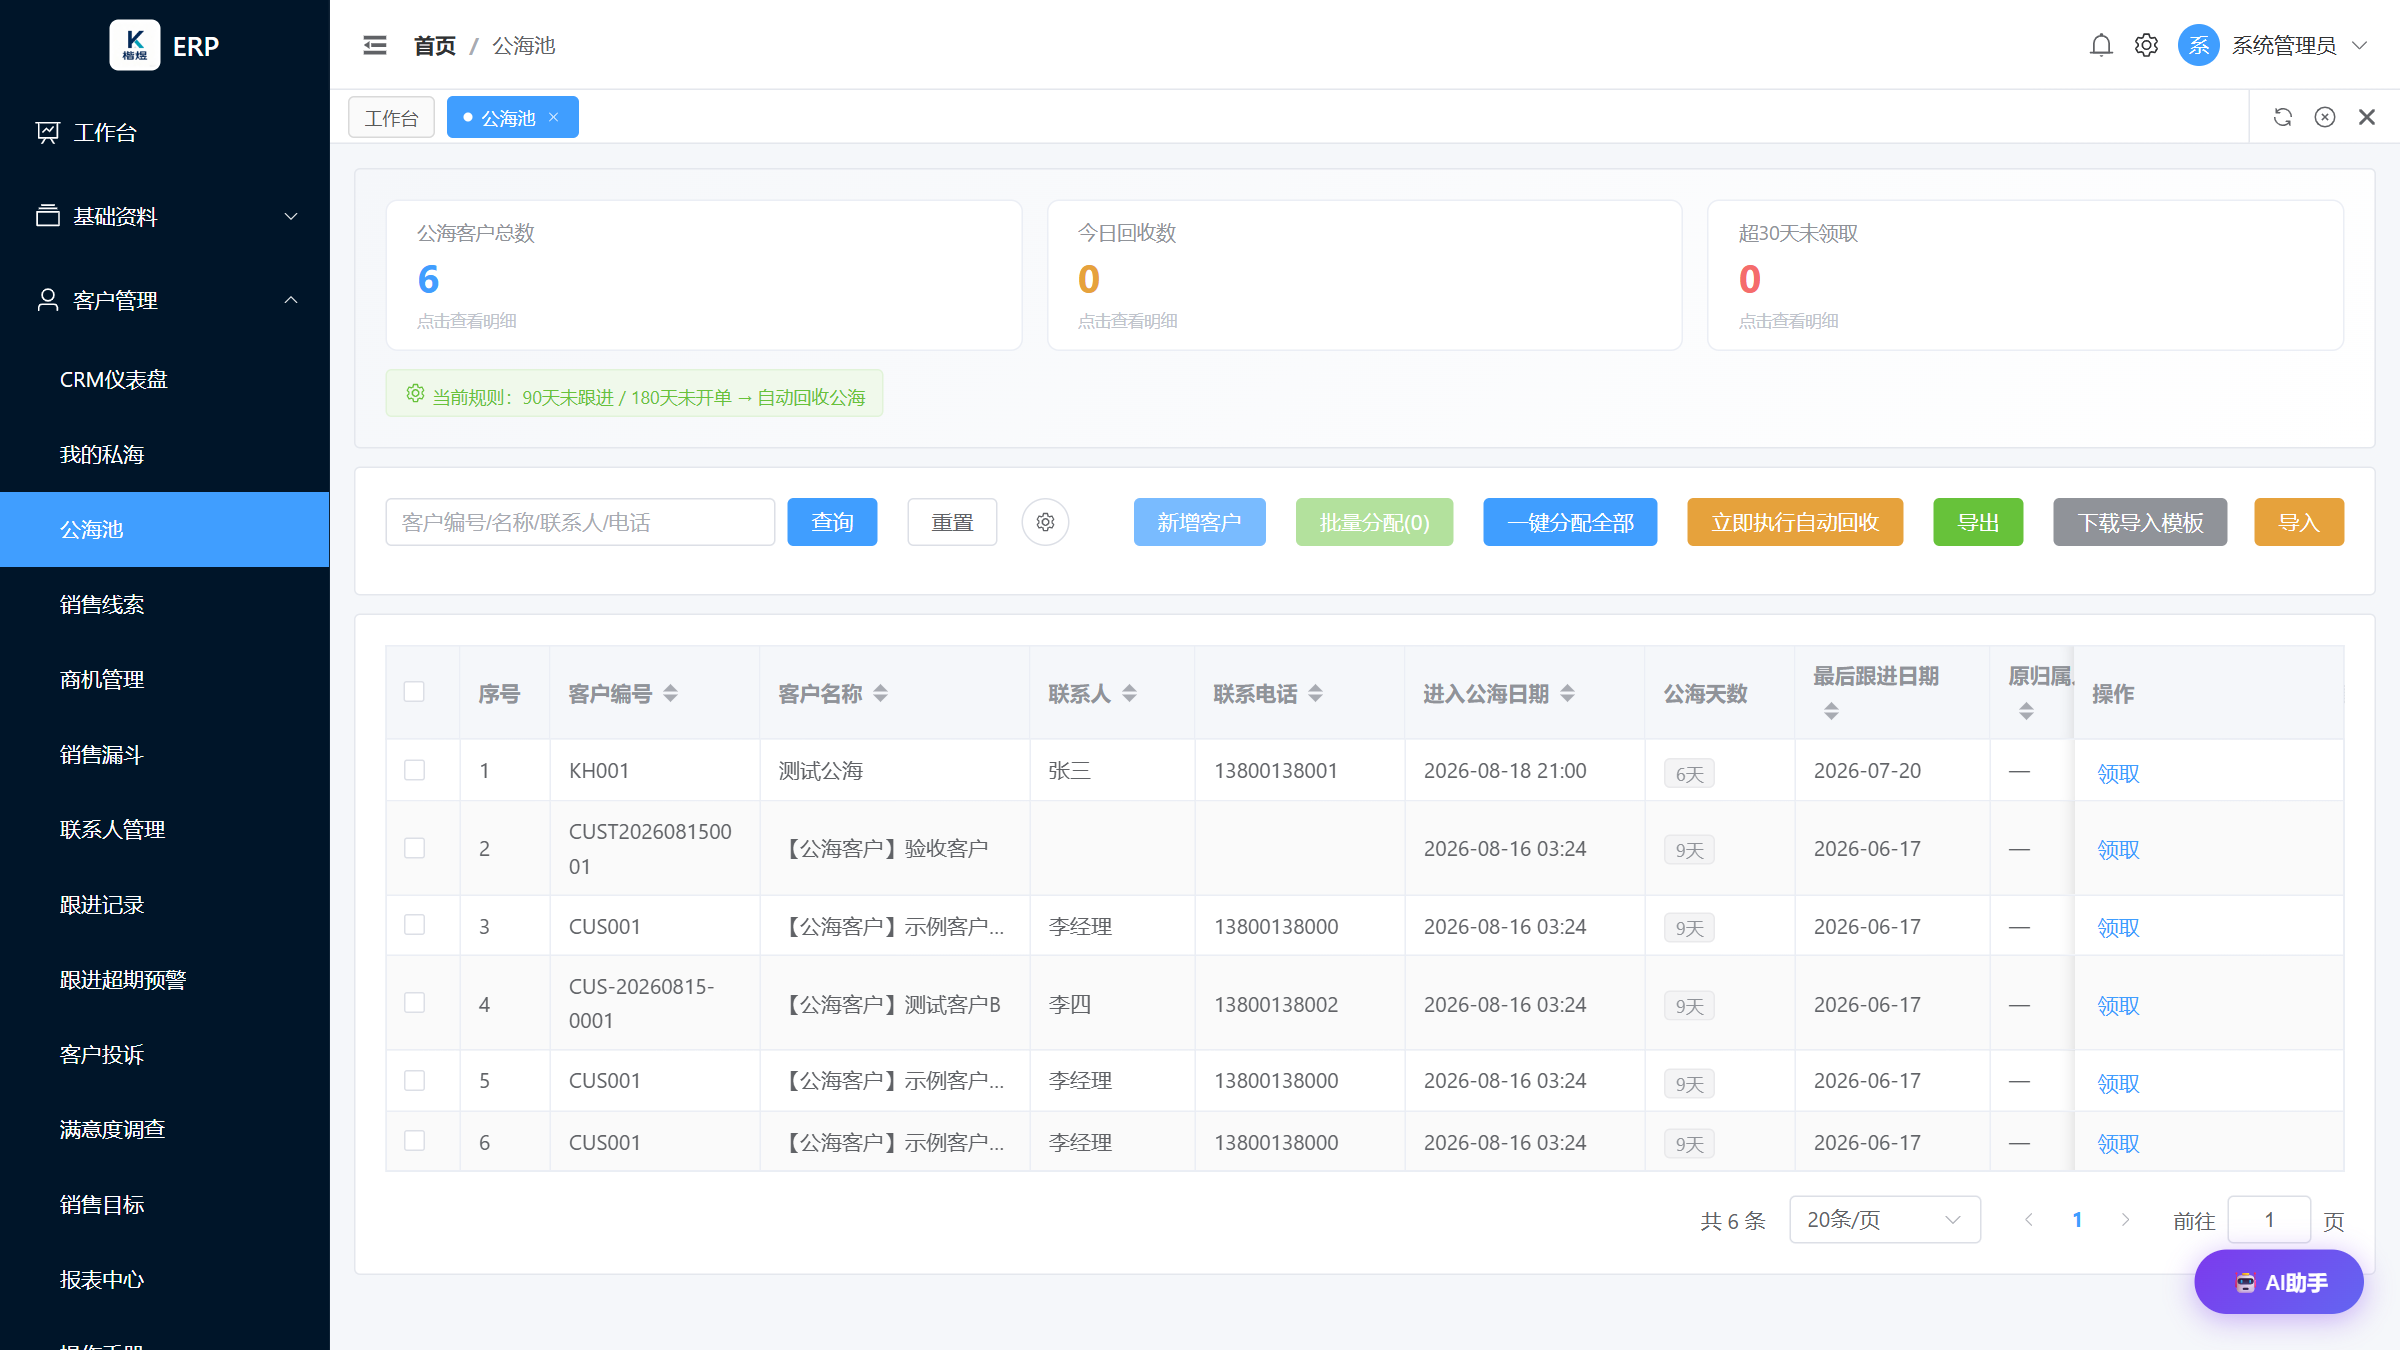 K
楷煜
ERP
工作台
基础资料
客户管理
CRM仪表盘
我的私海
公海池
销售线索
商机管理
销售漏斗
联系人管理
跟进记录
跟进超期预警
客户投诉
满意度调查
销售目标
报表中心
首页 / 公海池
系 系统管理员
工作台
公海池
公海客户总数
6
点击查看明细
今日回收数
0
点击查看明细
超30天未领取
0
点击查看明细
当前规则：90天未跟进 / 180天未开单 → 自动回收公海
客户编号/名称/联系人/电话 查询 重置 新增客户 批量分配(0) 一键分配全部 立即执行自动回收 导出 下载导入模板 导入
序号 客户编号 客户名称 联系人 联系电话 进入公海日期 公海天数 最后跟进日期 原归属 操作
1 KH001 测试公海 张三 13800138001 2026-08-18 21:00 6天 2026-07-20 — 领取
2 CUST2026081500
01 【公海客户】验收客户 2026-08-16 03:24 9天 2026-06-17 — 领取
3 CUS001 【公海客户】示例客户... 李经理 13800138000 2026-08-16 03:24 9天 2026-06-17 — 领取
4 CUS-20260815-
0001 【公海客户】测试客户B 李四 13800138002 2026-08-16 03:24 9天 2026-06-17 — 领取
5 CUS001 【公海客户】示例客户... 李经理 13800138000 2026-08-16 03:24 9天 2026-06-17 — 领取
6 CUS001 【公海客户】示例客户... 李经理 13800138000 2026-08-16 03:24 9天 2026-06-17 — 领取
共 6 条 20条/页 1 前往 1 页
AI助手